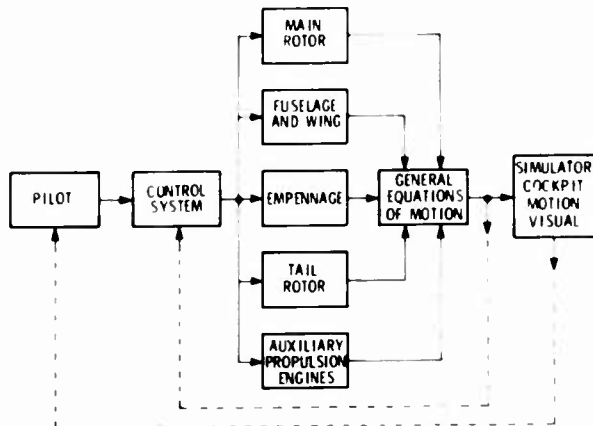 MAIN
ROTOR
FUSELAGE
AND WING
PILOT
CONTROL
SYSTEM
EMPENNAGE
GENERAL
EQUATIONS
OF MOTION
SIMULATOR
COCKPIT
MOTION
VISUAL
TAIL
ROTOR
AUXILIARY
PROPULSION
ENGINES